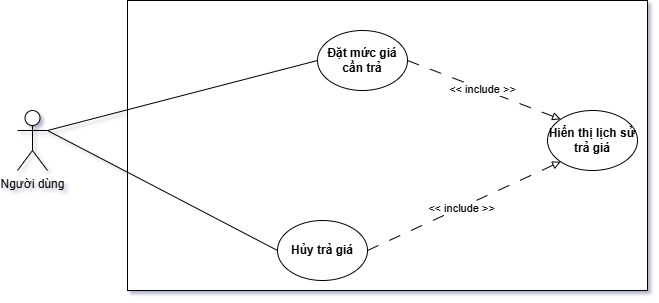 Đặt mức giá
cần trả
<< include >>
Hiển thị lịch sử
trả giá
Người dùng
<< include >>
Hủy trả giá